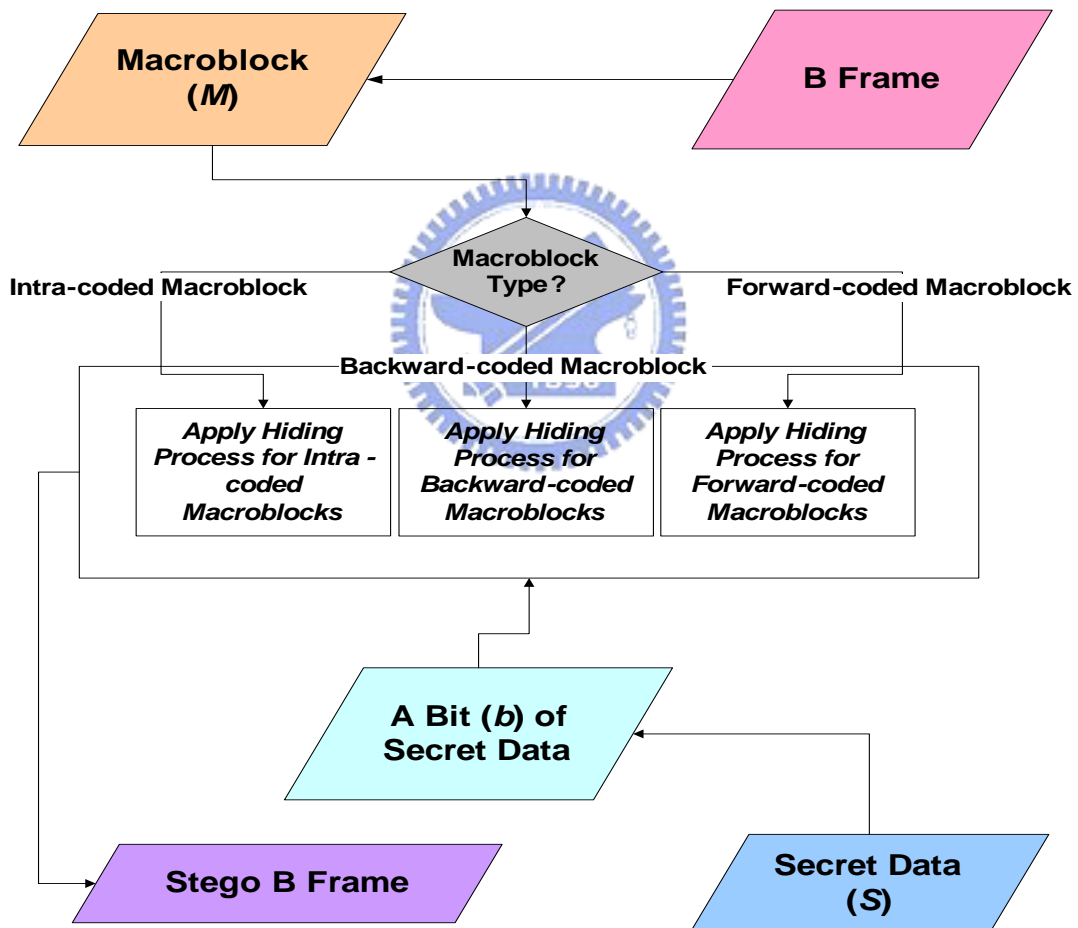 Macroblock
(M)
B Frame
Macroblock
Type?
Intra-coded Macroblock
Forward-coded Macroblock
Backward-coded Macroblock
1896
Apply Hiding
Process for Intra -
coded
Macroblocks
Apply Hiding
Process for
Backward-coded
Macroblocks
Apply Hiding
Process for
Forward-coded
Macroblocks
A Bit (b) of
Secret Data
Stego B Frame
Secret Data
(S)